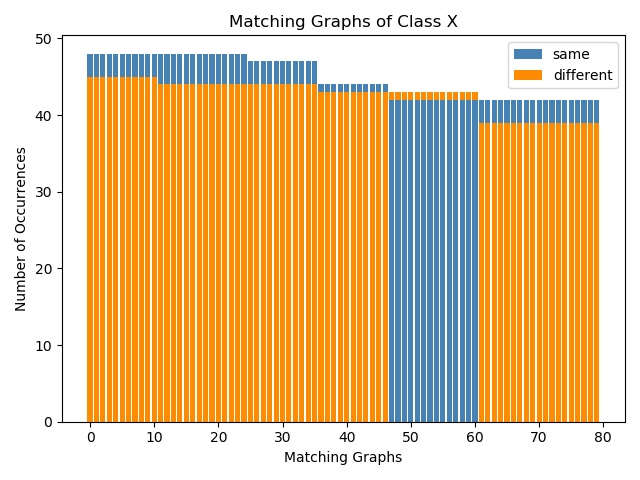 Matching Graphs of Class X
same
different
50
40
30
20
10
0
Number of Occurrences
0 10 20 30 40 50 60 70 80
Matching Graphs